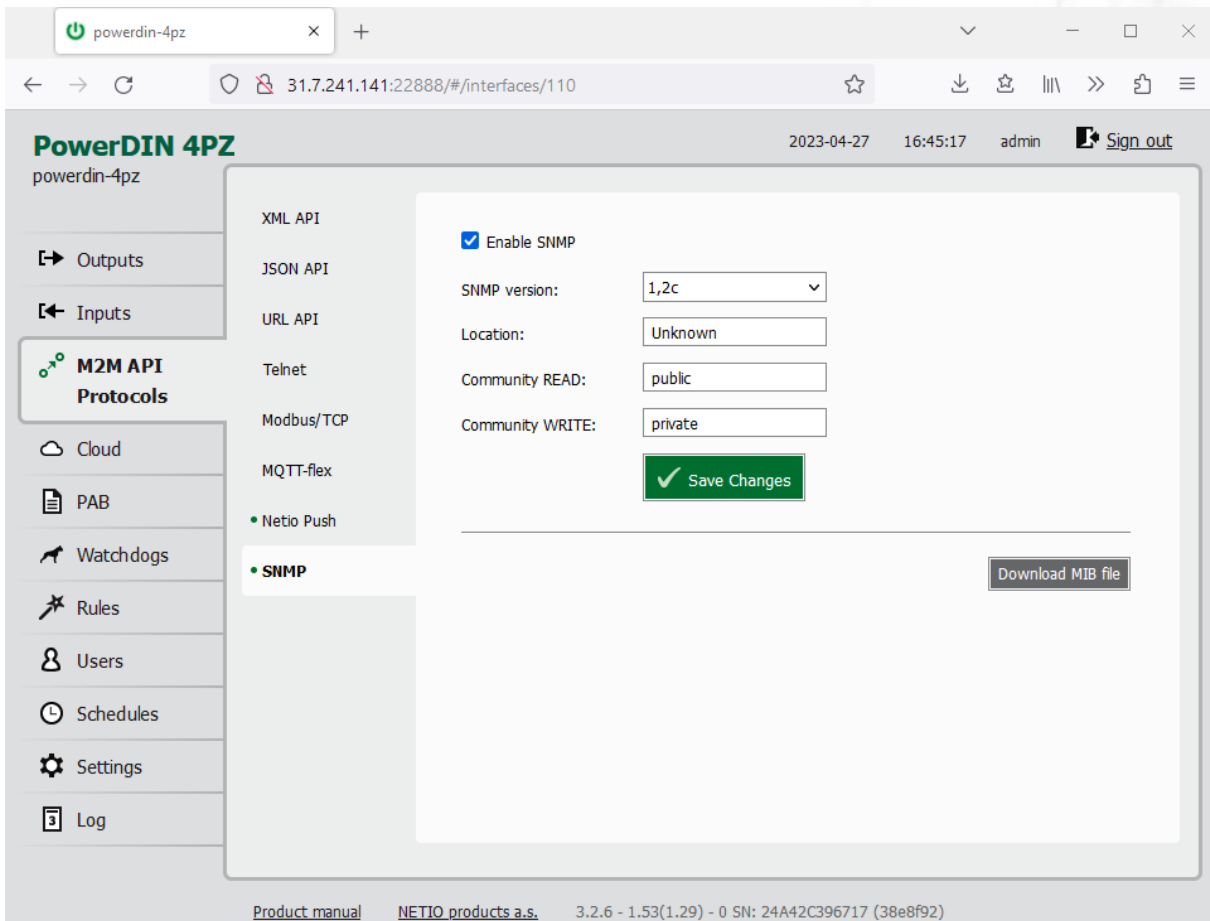 powerdin-4pz
31.7.241.141:22888/#/interfaces/110
PowerDIN 4PZ
powerdin-4pz
2023-04-27 16:45:17 admin Sign out
Outputs
Inputs
M2M API
Protocols
Cloud
PAB
Watchdogs
Rules
Users
Schedules
Settings
3 Log
XML API
JSON API
URL API
Telnet
Modbus/TCP
MQTT-flex
• Netio Push
• SNMP
Enable SNMP
SNMP version: 1,2c
Location: Unknown
Community READ: public
Community WRITE: private
Save Changes
Download MIB file
Product manual NETIO products a.s. 3.2.6 - 1.53(1.29) - 0 SN: 24A42C396717 (38e8f92)